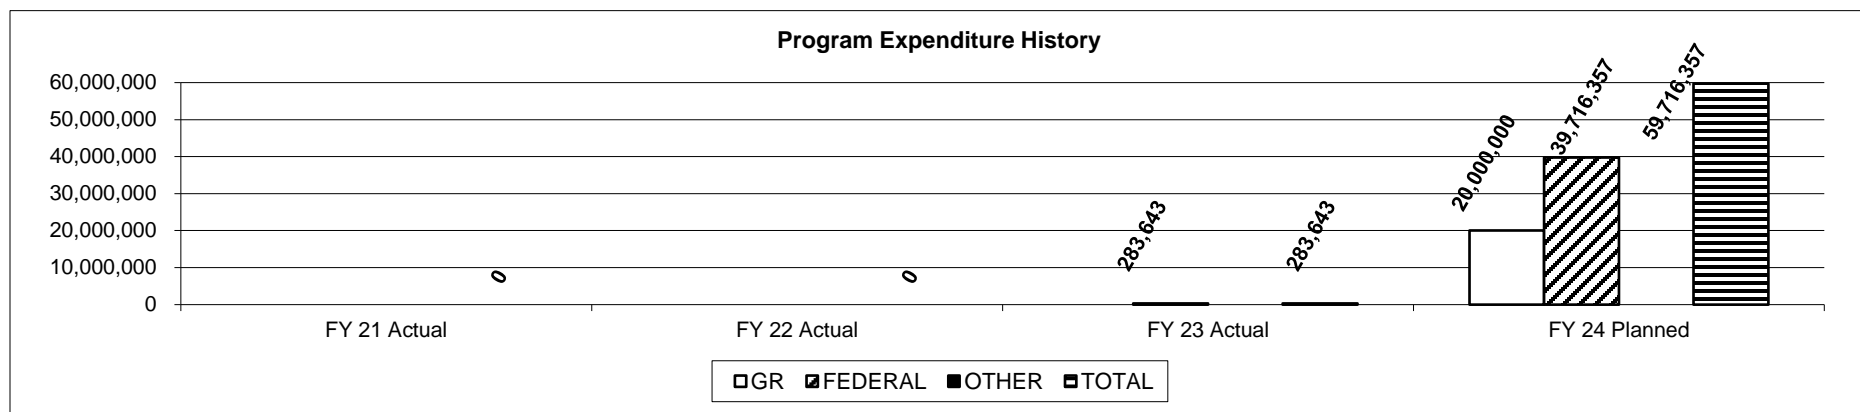 Program Expenditure History
60,000,000
50,000,000
40,000,000
30,000,000
20,000,000
10,000,000
0
0
0
283,643
283,643
20,000,000
39,716,357
59,716,357
FY 21 Actual
FY 22 Actual
FY 23 Actual
FY 24 Planned
GR FEDERAL OTHER TOTAL